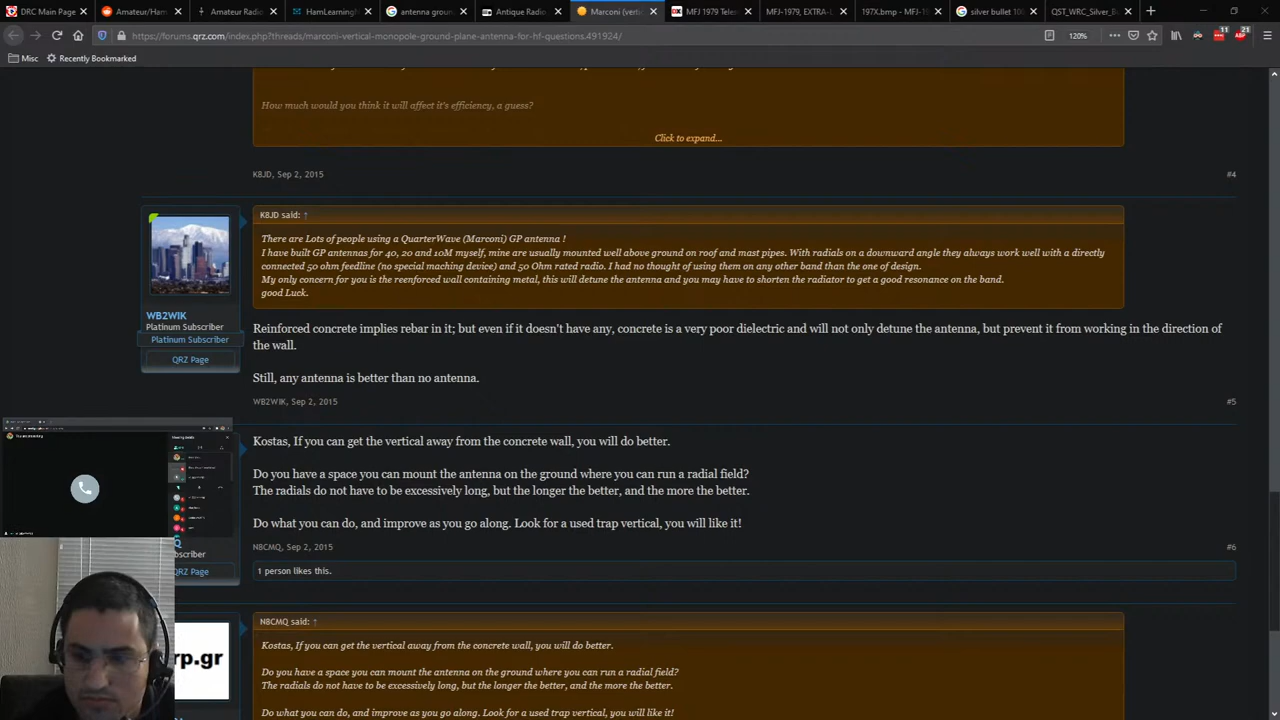 DRC Main Page
Amateur/Ham
Amateur Radio
HamLearningN
antenna groun
Antique Radio
Marconi (vertic
MFJ 1979 Teles
MFJ-1979, EXTRA-L
197X.bmp - MFJ-19
silver bullet 100
QST_WRC_Silver_Bu
https://forums.qrz.com/index.php?threads/marconi-vertical-monopole-ground-plane-antenna-for-hf-questions.491924/
120%
11
21
Misc
Recently Bookmarked
How much would you think it will affect it's efficiency, a guess?
Click to expand...
K8JD, Sep 2, 2015
#4
K8JD said: ↑
There are Lots of people using a QuarterWave (Marconi) GP antenna !
I have built GP antennas for 40, 20 and 10M myself, mine are usually mounted well above ground on roof and mast pipes. With radials on a downward angle they always work well with a directly
connected 50 ohm feedline (no special maching device) and 50 Ohm rated radio. I had no thought of using them on any other band than the one of design.
My only concern for you is the reenforced wall containing metal, this will detune the antenna and you may have to shorten the radiator to get a good resonance on the band.
good Luck.
WB2WIK
Platinum Subscriber
Platinum Subscriber
QRZ Page
Reinforced concrete implies rebar in it; but even if it doesn't have any, concrete is a very poor dielectric and will not only detune the antenna, but prevent it from working in the direction of
the wall.
Still, any antenna is better than no antenna.
WB2WIK, Sep 2, 2015
#5
Kostas, If you can get the vertical away from the concrete wall, you will do better.
Do you have a space you can mount the antenna on the ground where you can run a radial field?
The radials do not have to be excessively long, but the longer the better, and the more the better.
Do what you can do, and improve as you go along. Look for a used trap vertical, you will like it!
N8CMQ, Sep 2, 2015
#6
Q
bscriber
QRZ Page
1 person likes this.
N8CMQ said: ↑
Kostas, If you can get the vertical away from the concrete wall, you will do better.
Do you have a space you can mount the antenna on the ground where you can run a radial field?
The radials do not have to be excessively long, but the longer the better, and the more the better.
Do what you can do, and improve as you go along. Look for a used trap vertical, you will like it!
rp.gr